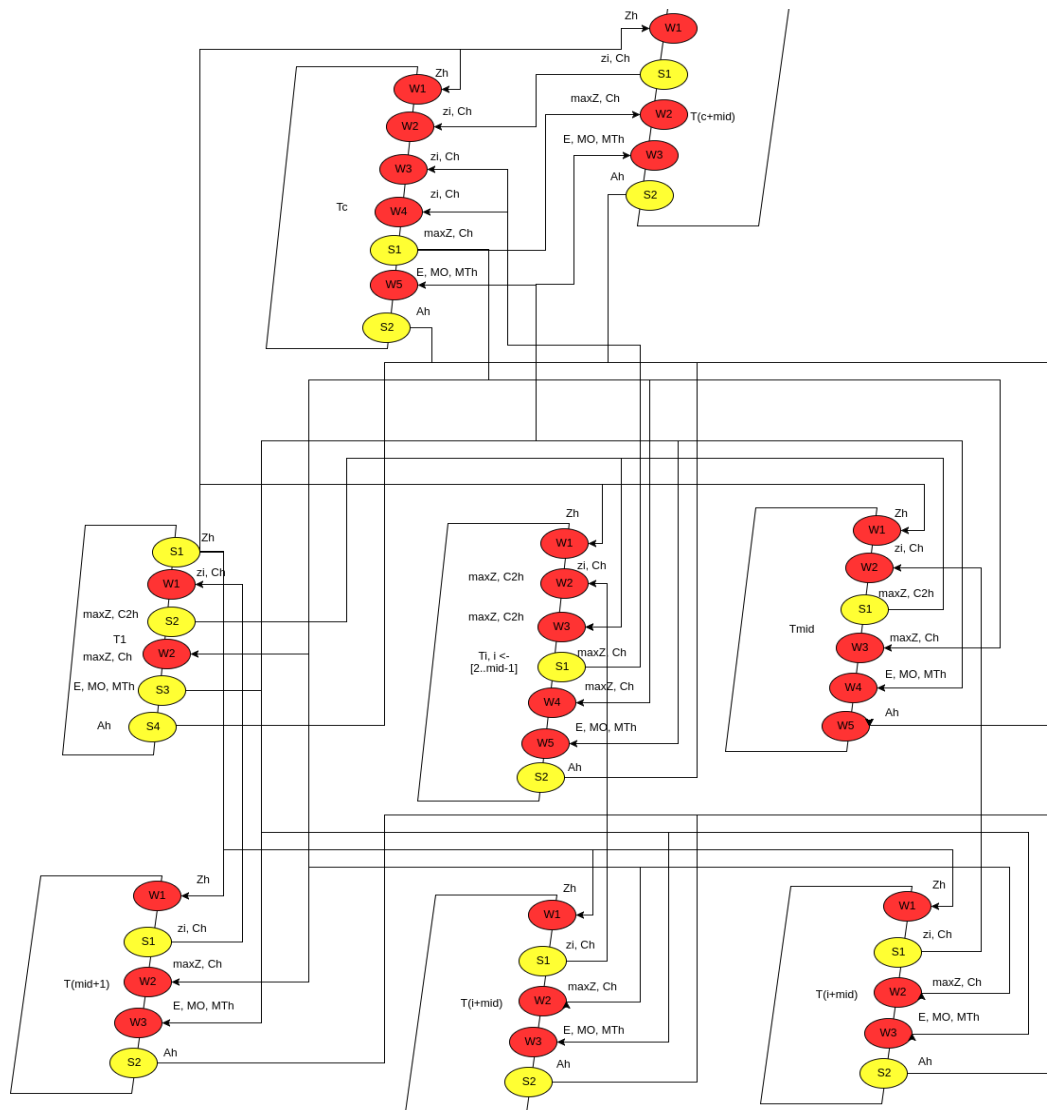 Zh
W1
zi, Ch
S1
maxZ, Ch
W2
T(c+mid)
E, MO, MTh
W3
Ah
S2
Zh
W1
zi, Ch
W2
zi, Ch
W3
zi, Ch
Tc
W4
maxZ, Ch
S1
E, MO, MTh
W5
Ah
S2
Zh
S1
zi, Ch
W1
maxZ, C2h
S2
T1
W2
maxZ, Ch
E, MO, MTh
S3
Ah
S4
Zh
W1
zi, Ch
maxZ, C2h
W2
maxZ, C2h
W3
Ti, i <-
[2..mid-1]
maxZ, Ch
S1
maxZ, Ch
W4
E, MO, MTh
W5
Ah
S2
Zh
W1
zi, Ch
W2
maxZ, C2h
S1
Tmid
maxZ, Ch
W3
E, MO, MTh
W4
Ah
W5
Zh
W1
zi, Ch
S1
maxZ, Ch
T(mid+1)
W2
E, MO, MTh
W3
Ah
S2
Zh
W1
zi, Ch
S1
maxZ, Ch
T(i+mid)
W2
E, MO, MTh
W3
Ah
S2
Zh
W1
zi, Ch
S1
maxZ, Ch
T(i+mid)
W2
E, MO, MTh
W3
Ah
S2